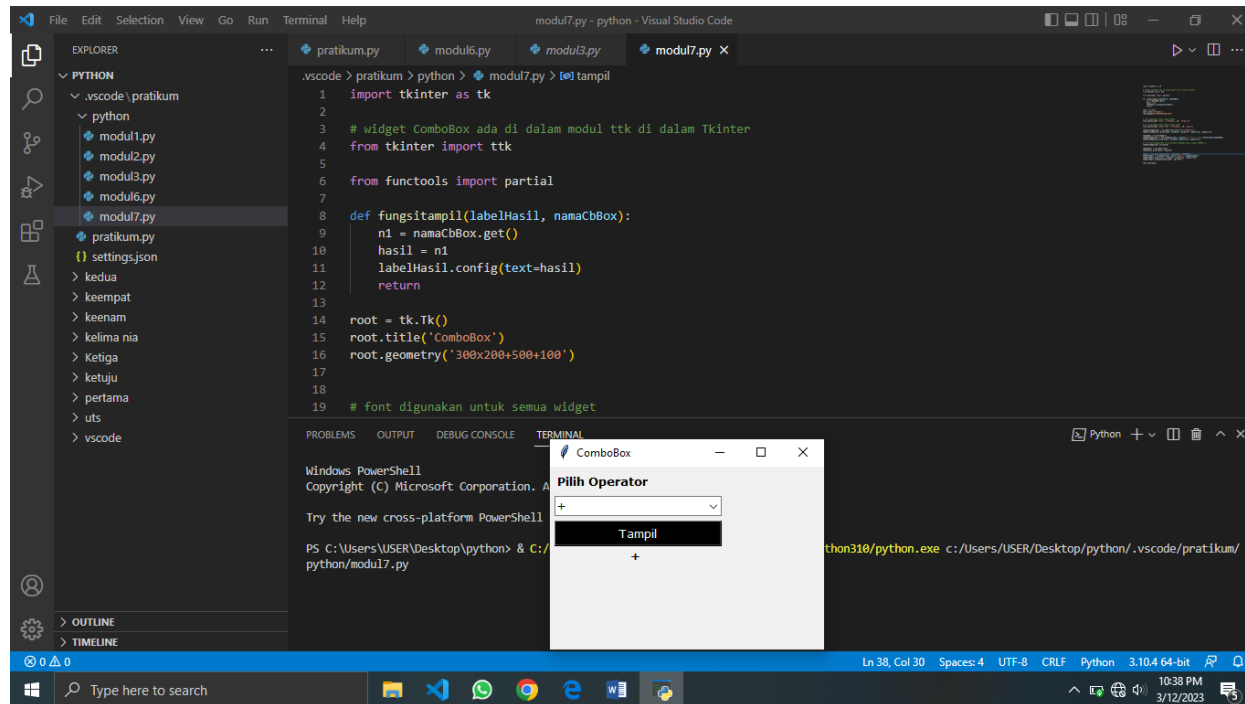 File Edit Selection View Go Run Terminal Help
modul7.py - python - Visual Studio Code
EXPLORER
PYTHON
.vscode\pratikum
python
modul1.py
modul2.py
modul3.py
modul6.py
modul7.py
pratikum.py
{} settings.json
kedua
keempat
keenam
kelima nia
Ketiga
ketuju
pertama
uts
vscode
OUTLINE
TIMELINE
pratikum.py modul6.py modul3.py modul7.py
.vscode > pratikum > python > modul7.py > tampil
1 import tkinter as tk
2
3 # widget ComboBox ada di dalam modul ttk di dalam Tkinter
4 from tkinter import ttk
5
6 from functools import partial
7
8 def fungsitampil(labelHasil, namaCbBox):
9 n1 = namaCbBox.get()
10 hasil = n1
11 labelHasil.config(text=hasil)
12 return
13
14 root = tk.Tk()
15 root.title('ComboBox')
16 root.geometry('300x200+500+100')
17
18
19 # font digunakan untuk semua widget
PROBLEMS OUTPUT DEBUG CONSOLE TERMINAL
Python
Windows PowerShell
Copyright (C) Microsoft Corporation. A
Try the new cross-platform PowerShell
PS C:\Users\USER\Desktop\python> & C:/ thon310/python.exe c:/Users/USER/Desktop/python/.vscode/pratikum/
python/modul7.py
ComboBox
Pilih Operator
+
Tampil
+
0 0
Ln 38, Col 30 Spaces: 4 UTF-8 CRLF Python 3.10.4 64-bit
Type here to search
10:38 PM
3/12/2023
5